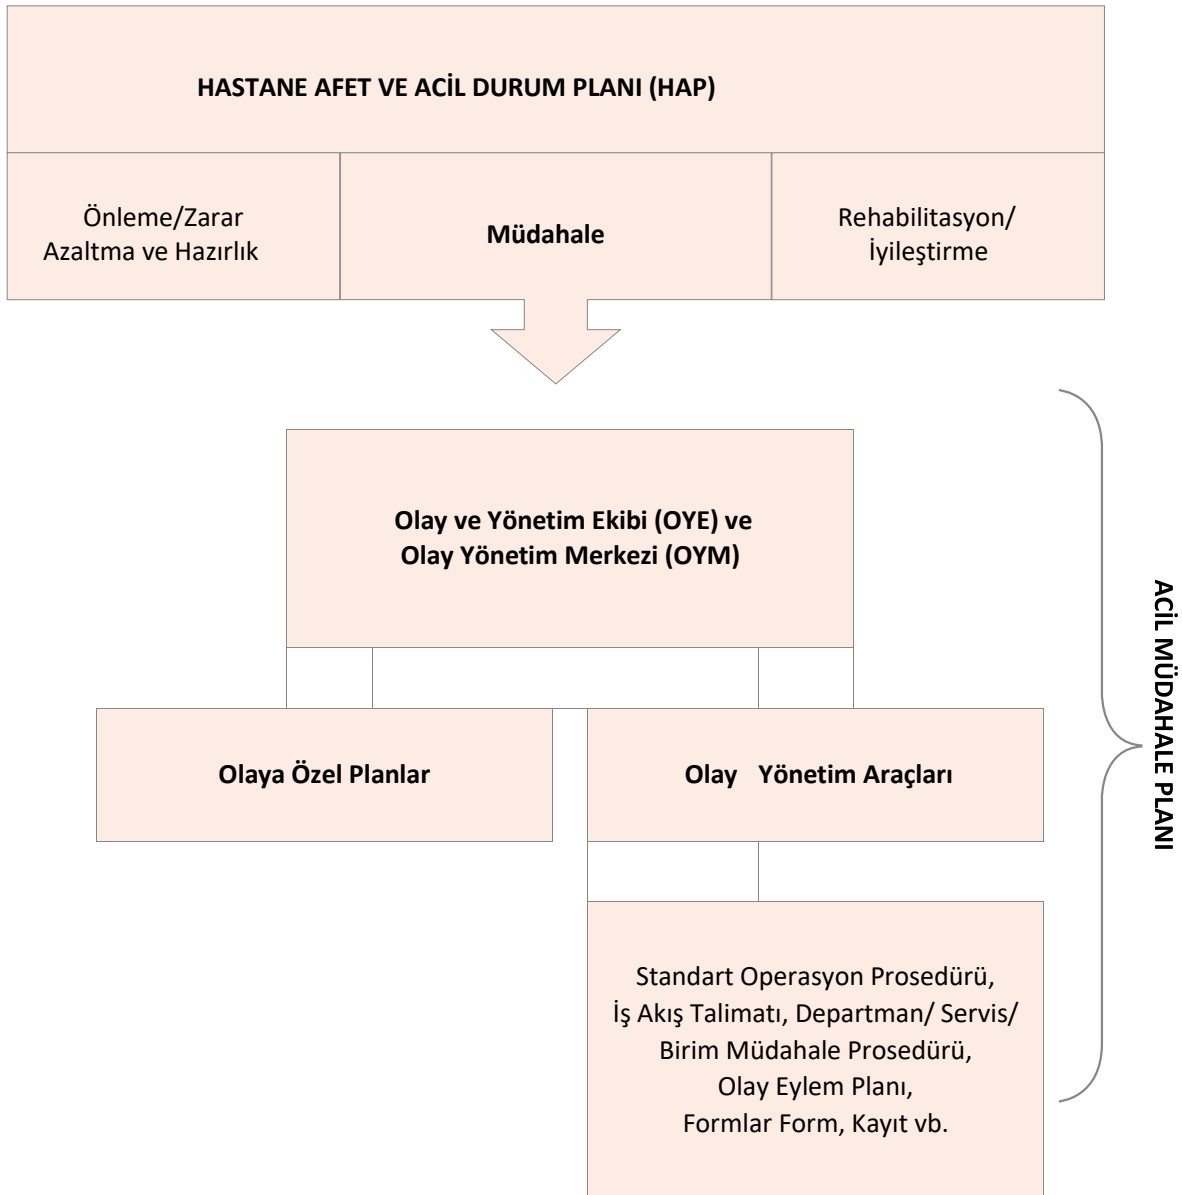 HASTANE AFET VE ACİL DURUM PLANI (HAP)
Önleme/Zarar
Azaltma ve Hazırlık
Müdahale
Rehabilitasyon/
İyileştirme
Olay ve Yönetim Ekibi (OYE) ve
Olay Yönetim Merkezi (OYM)
Olaya Özel Planlar
Olay Yönetim Araçları
Standart Operasyon Prosedürü,
İş Akış Talimatı, Departman/ Servis/
Birim Müdahale Prosedürü,
Olay Eylem Planı,
Formlar Form, Kayıt vb.
ACİL MÜDAHALE PLANI